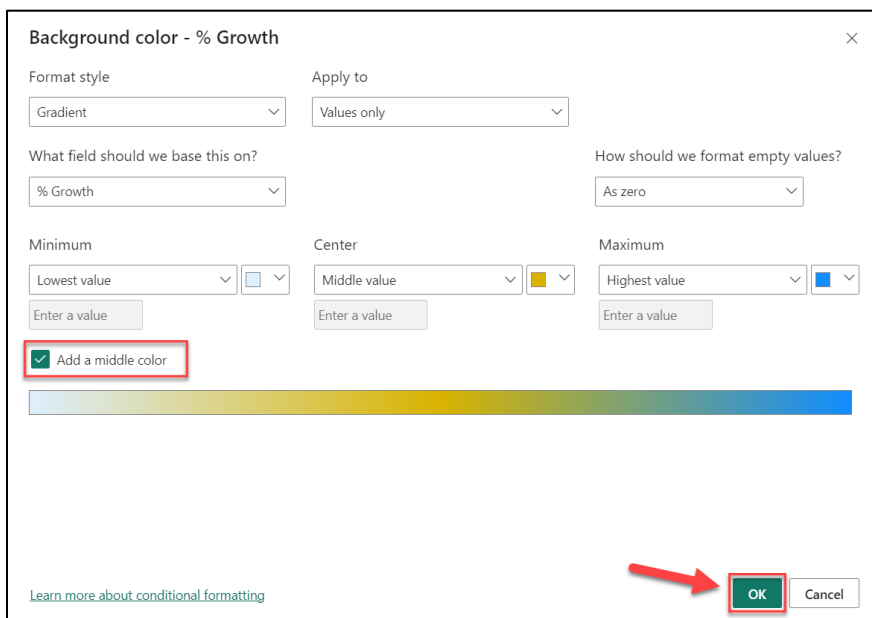 Background color - % Growth
Format style
Apply to
Gradient
Values only
What field should we base this on?
How should we format empty values?
% Growth
As zero
Minimum
Center
Maximum
Lowest value
Middle value
Highest value
Enter a value
Enter a value
Enter a value
Add a middle color
Learn more about conditional formatting
OK
Cancel